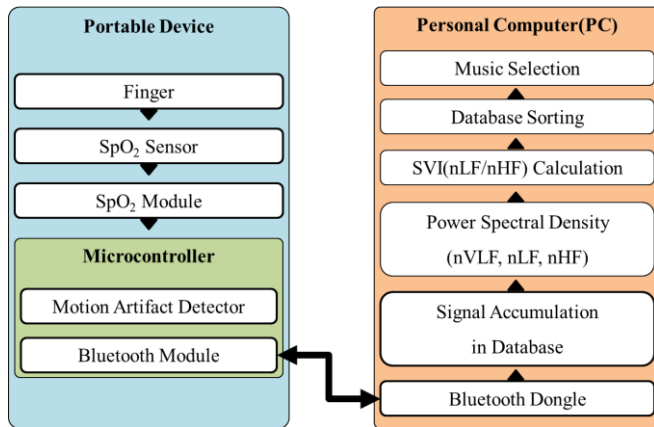 Portable Device
Finger
SpO₂ Sensor
SpO₂ Module
Microcontroller
Motion Artifact Detector
Bluetooth Module
Personal Computer(PC)
Music Selection
Database Sorting
SVI(nLF/nHF) Calculation
Power Spectral Density
(nVLF, nLF, nHF)
Signal Accumulation
in Database
Bluetooth Dongle